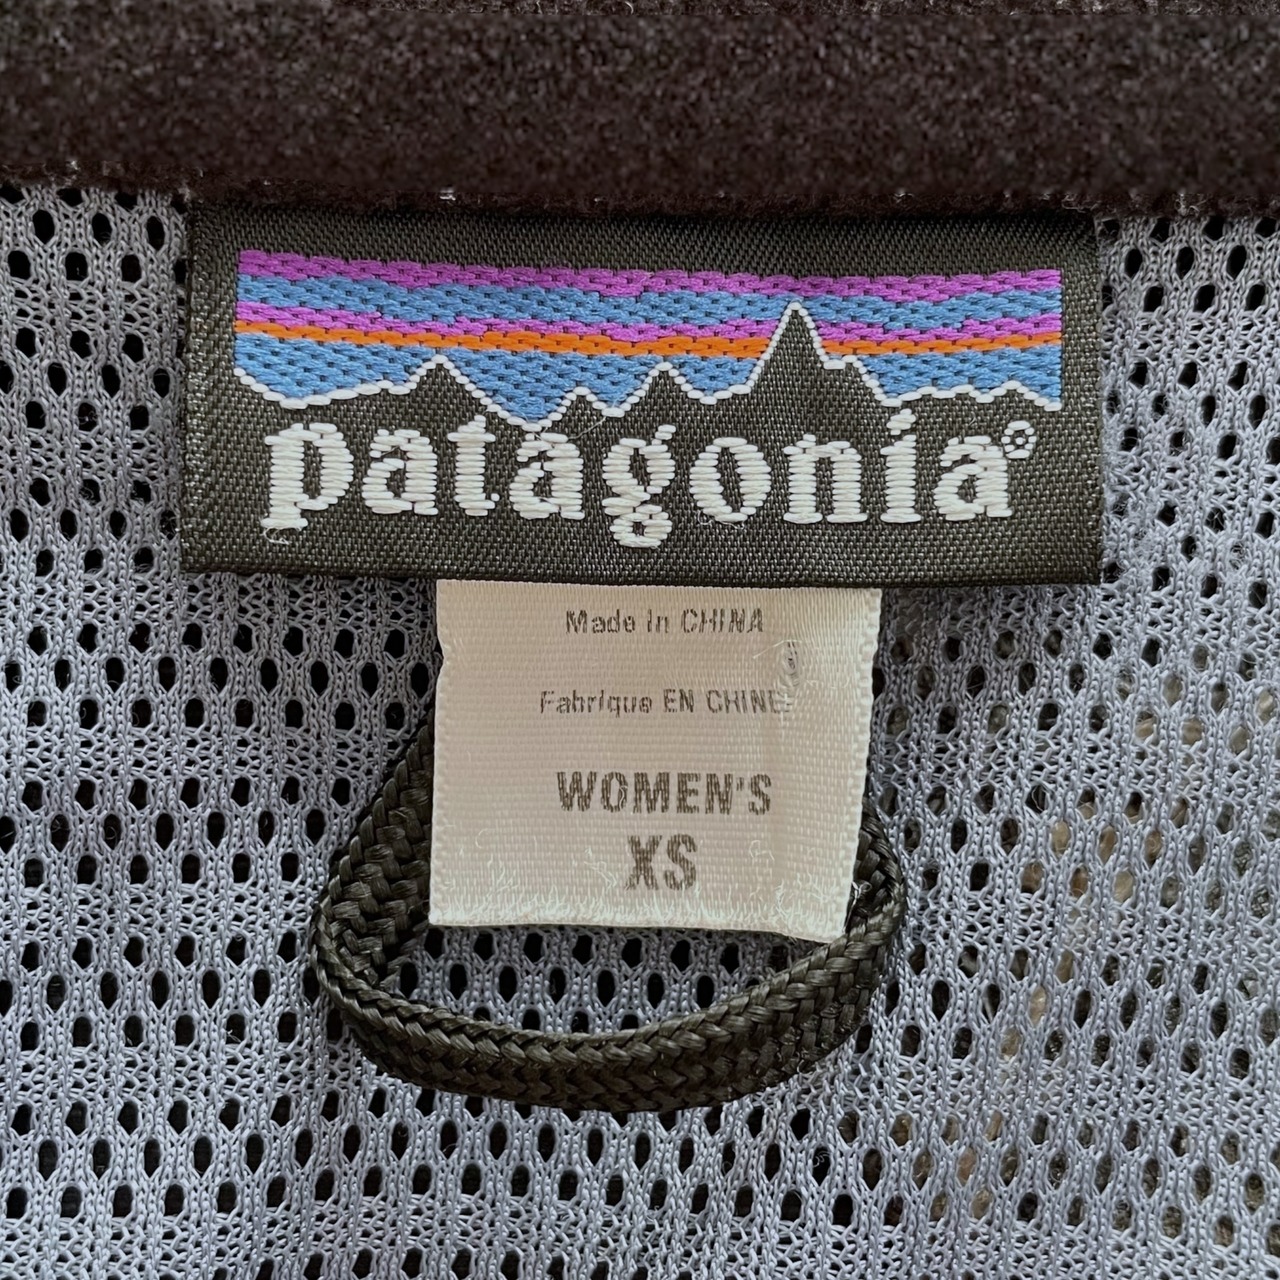 patagonia®
Made in CHINA
Fabrique EN CHINE
WOMEN'S
XS